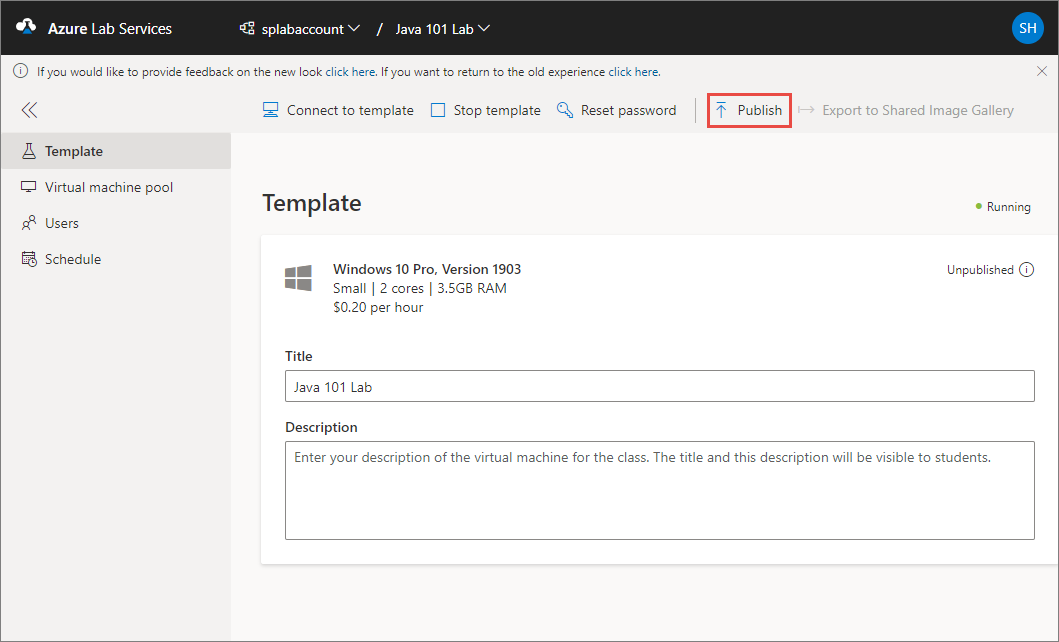 Azure Lab Services splabaccount / Java 101 Lab SH
If you would like to provide feedback on the new look click here. If you want to return to the old experience click here.
Connect to template Stop template Reset password Publish Export to Shared Image Gallery
Template
Virtual machine pool
Users
Schedule
Template
Running
Windows 10 Pro, Version 1903
Unpublished
Small | 2 cores | 3.5GB RAM
$0.20 per hour
Title
Java 101 Lab
Description
Enter your description of the virtual machine for the class. The title and this description will be visible to students.